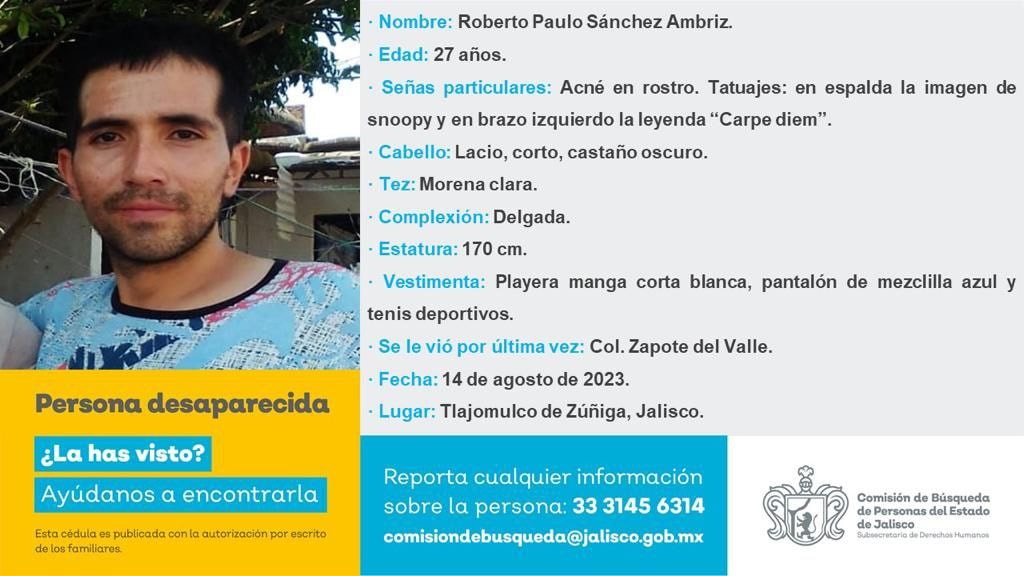 · Nombre: Roberto Paulo Sánchez Ambriz.
· Edad: 27 años.
· Señas particulares: Acné en rostro. Tatuajes: en espalda la imagen de
snoopy y en brazo izquierdo la leyenda “Carpe diem”.
· Cabello: Lacio, corto, castaño oscuro.
· Tez: Morena clara.
· Complexión: Delgada.
· Estatura: 170 cm.
· Vestimenta: Playera manga corta blanca, pantalón de mezclilla azul y
tenis deportivos.
· Se le vió por última vez: Col. Zapote del Valle.
· Fecha: 14 de agosto de 2023.
· Lugar: Tlajomulco de Zúñiga, Jalisco.
Persona desaparecida
¿La has visto?
Ayúdanos a encontrarla
Esta cédula es publicada con la autorización por escrito
de los familiares.
Reporta cualquier información
sobre la persona: 33 3145 6314
comisiondebusqueda@jalisco.gob.mx
Comisión de Búsqueda
de Personas del Estado
de Jalisco
Subsecretaría de Derechos Humanos